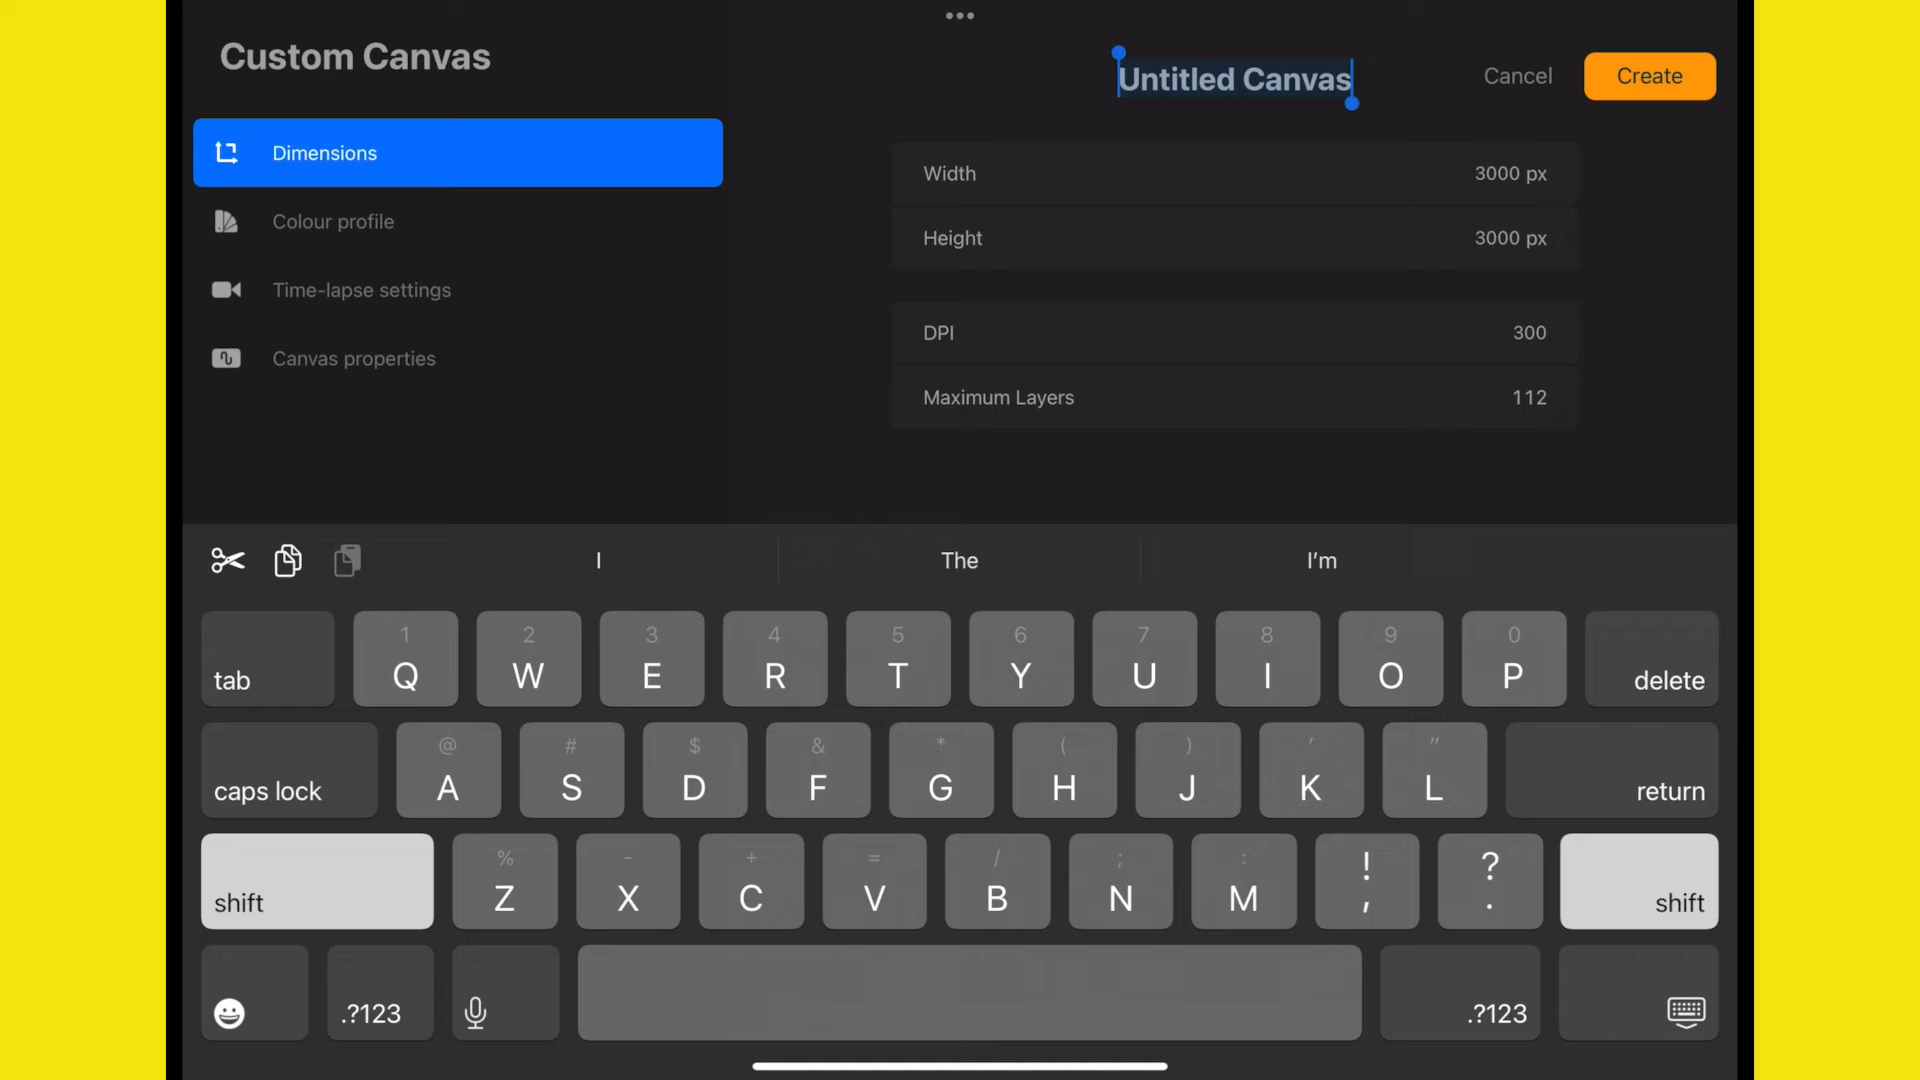 Custom Canvas
Untitled Canvas
Cancel
Create
Dimensions
Colour profile
Time-lapse settings
Canvas properties
Width 3000 px
Height 3000 px
DPI 300
Maximum Layers 112
I The I'm
1 2 3 4 5 6 7 8 9 0
tab Q W E R T Y U I O P delete
@ # $ & * ( ) ' "
caps lock A S D F G H J K L return
% - + = / ; : ! ?
shift Z X C V B N M , . shift
.?123 .?123